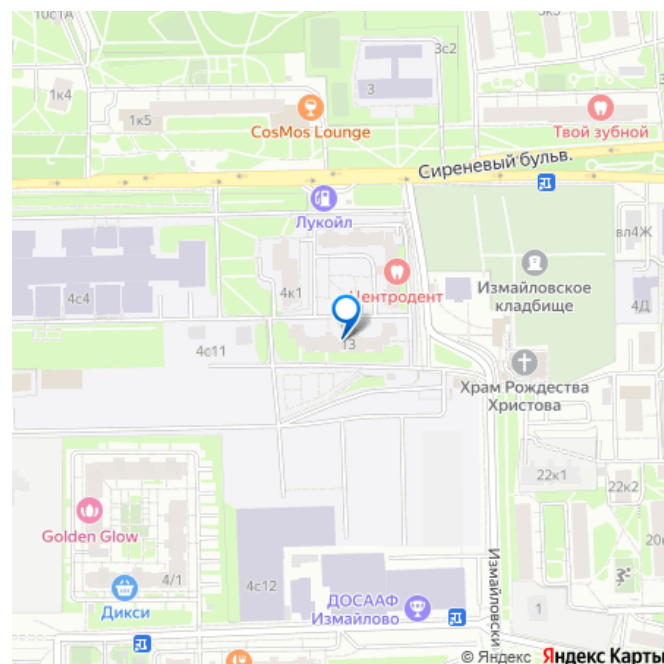 10с1А
5к5
3с2
1к4
3
1к5
CosMos Lounge
Твой зубной
Сиреневый бульв.
Лукойл
вл4Ж
4к1
Центродент
Измайловское
кладбище
4с4
4Д
13
4с11
Храм Рождества
Христова
22к1
22к2
Golden Glow
20к
4/1
4с12
ДОСААФ
Измайлово
Дикси
1
Измайловски
© Яндекс Яндекс Карты